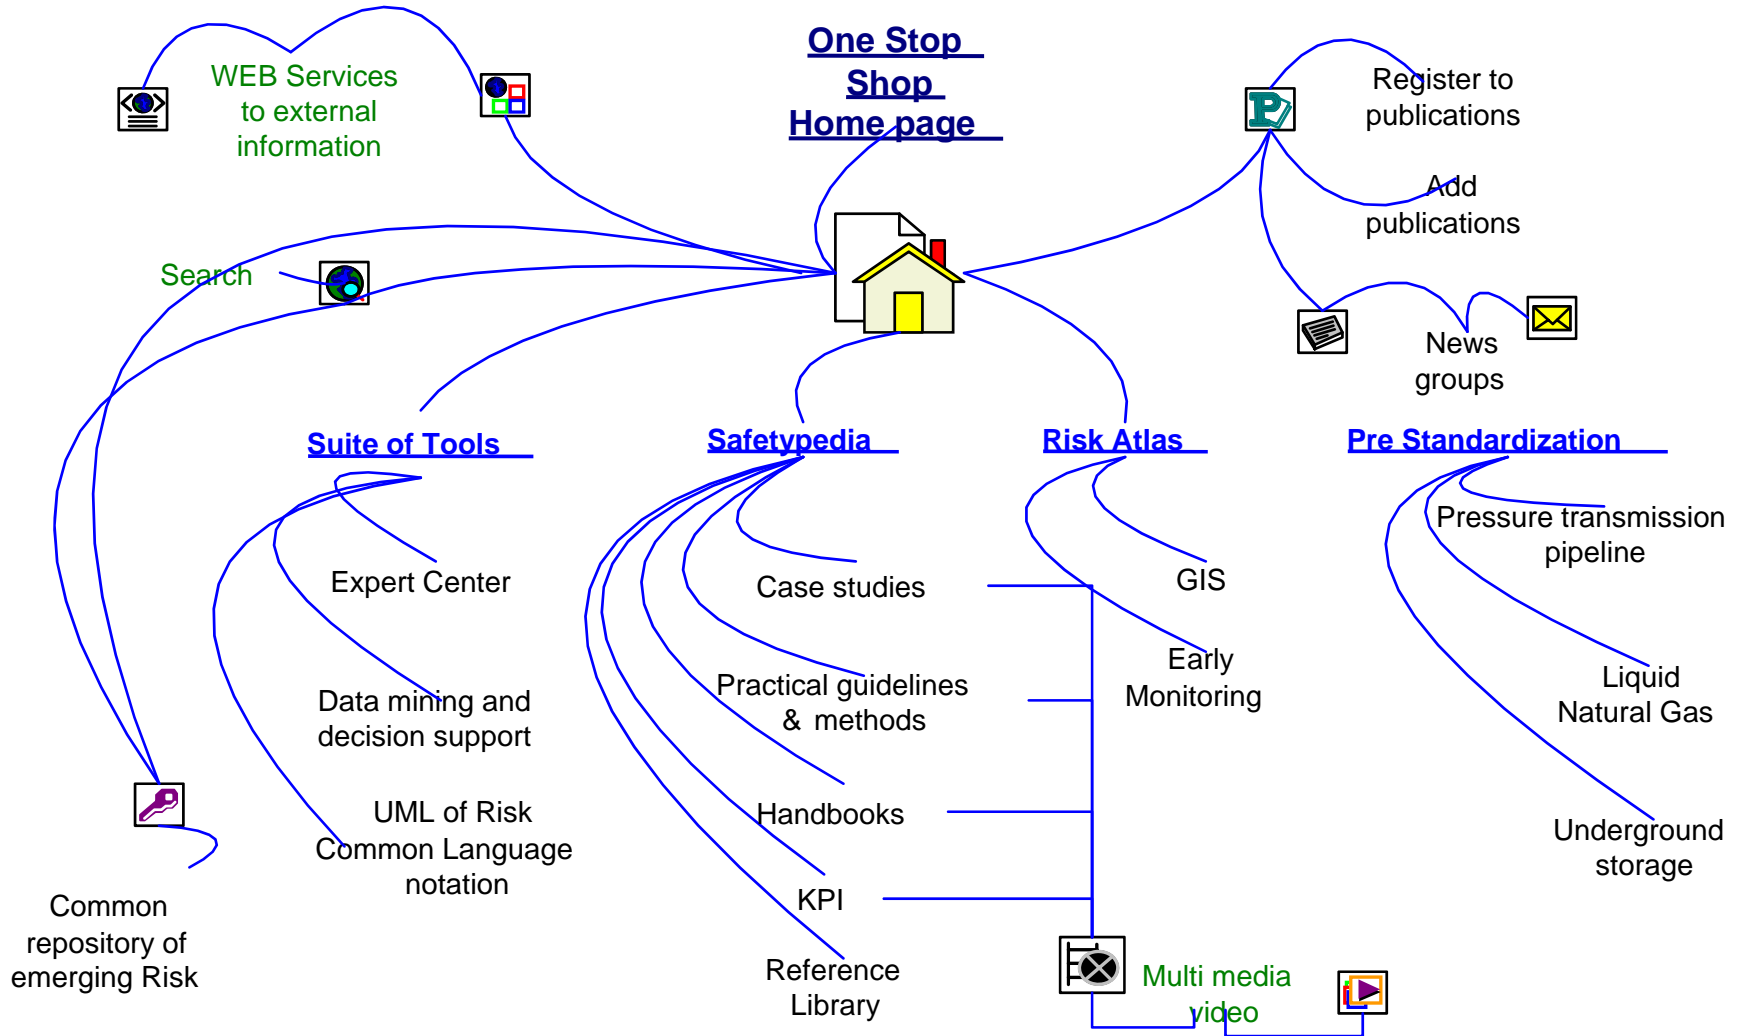 One Stop
Shop
Home page
WEB Services
to external
information
Register to
publications
Add
publications
Search
News
groups
Suite of Tools
Safetypedia
Risk Atlas
Pre Standardization
Expert Center
Data mining and
decision support
UML of Risk
Common Language
notation
Case studies
Practical guidelines
& methods
Handbooks
KPI
Reference
Library
GIS
Early
Monitoring
Pressure transmission
pipeline
Liquid
Natural Gas
Underground
storage
Common
repository of
emerging Risk
Multi media
video